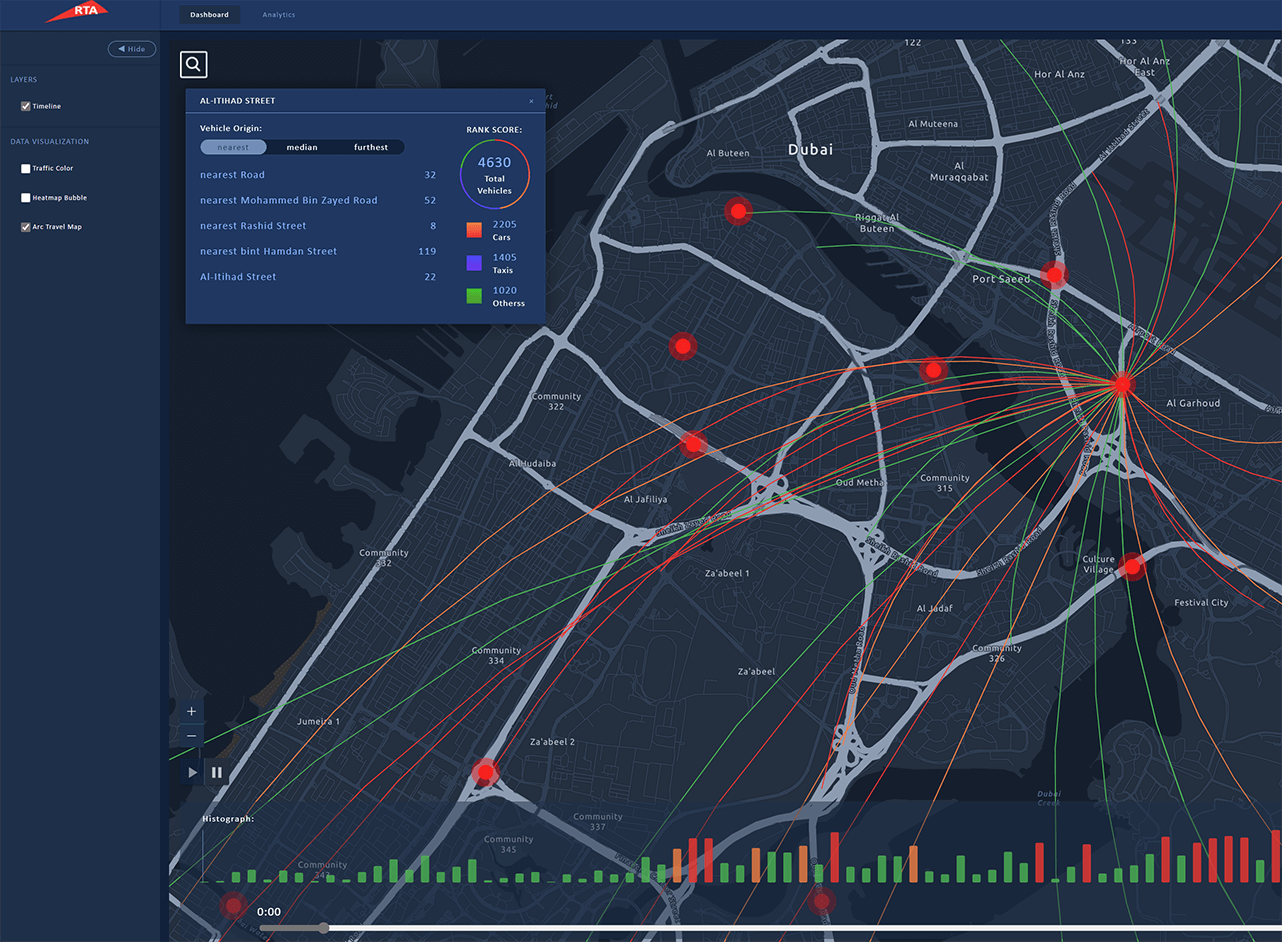 RTA
Dashboard
Analytics
Hide
LAYERS
Timeline
DATA VISUALIZATION
Traffic Color
Heatmap Bubble
Arc Travel Map
AL-ITIHAD STREET
×
Vehicle Origin:
nearest
median
furthest
nearest Road 32
nearest Mohammed Bin Zayed Road 52
nearest Rashid Street 8
nearest bint Hamdan Street 119
Al-Itihad Street 22
RANK SCORE:
4630
Total
Vehicles
2205
Cars
1405
Taxis
1020
Otherss
122
133
Hor Al Anz
Hor Al Anz
East
Al Muteena
Dubai
Al Buteen
Al
Muraqqabat
Riggat Al
Buteen
Port Saeed
Al Garhoud
Community
322
Al Hudaiba
Al Jafiliya
Oud Metha
Community
315
Sheikh Rashid Road
Community
332
Za'abeel 1
Culture
Village
Festival City
Al Jadaf
Community
326
Community
334
Za'abeel
Oud Metha Road
Jumeira 1
Za'abeel 2
+
−
Dubai
Creek
Histograph:
Community
337
Community
345
Community
342
0:00